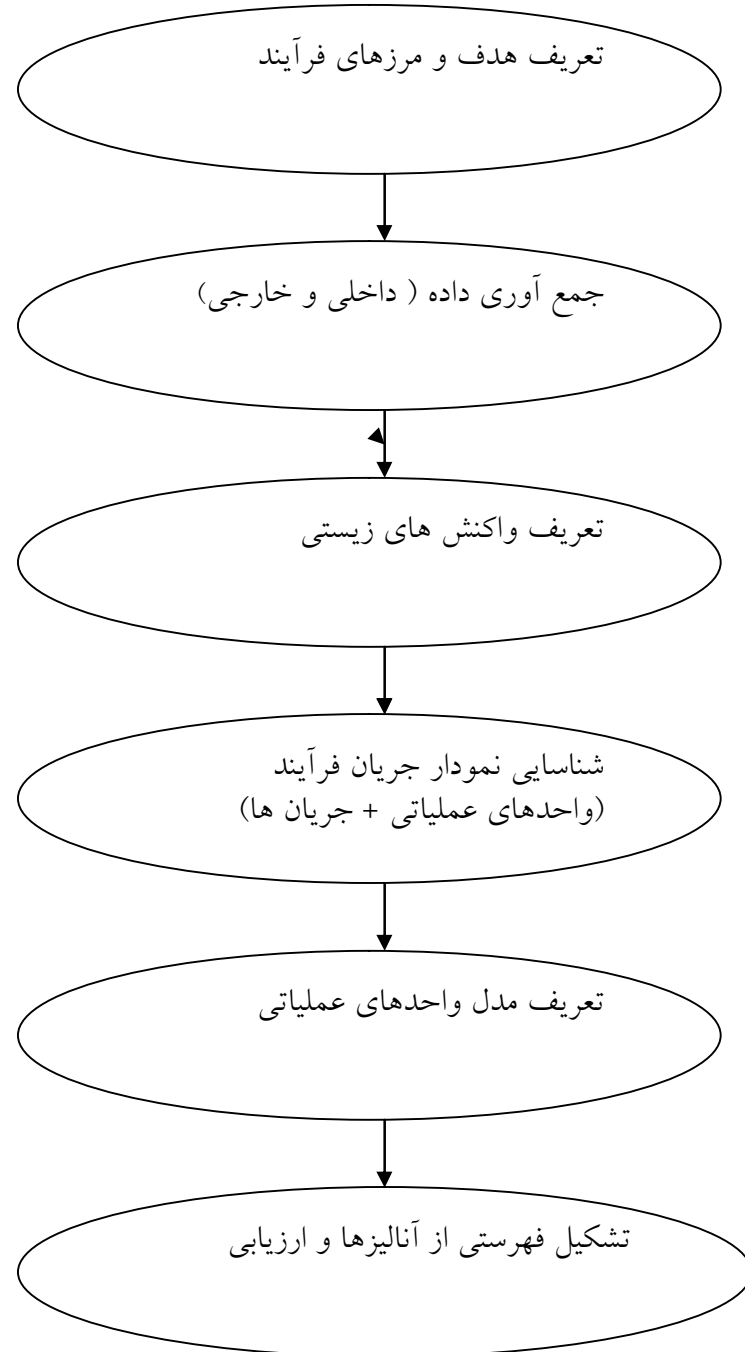 تعریف هدف و مرزهای فرآیند
جمع آوری داده ( داخلی و خارجی)
تعریف واکنش های زیستی
شناسایی نمودار جریان فرآیند
(واحدهای عملیاتی + جریان ها)
تعریف مدل واحدهای عملیاتی
تشکیل فهرستی از آنالیزها و ارزیابی